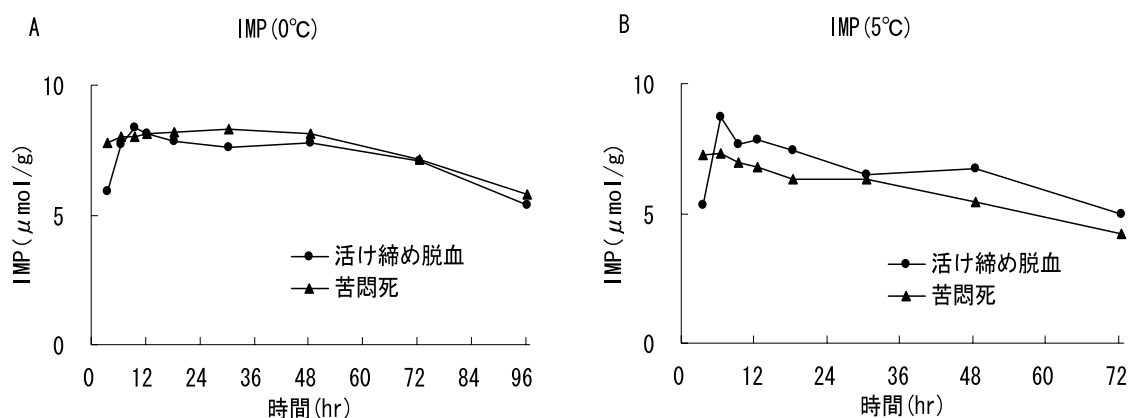 A
IMP(0℃)
IMP(μmol/g)
10
5
0
活け締め脱血
苦悶死
0 12 24 36 48 60 72 84 96
時間(hr)
B
IMP(5℃)
IMP(μmol/g)
10
5
0
活け締め脱血
苦悶死
0 12 24 36 48 60 72
時間(hr)